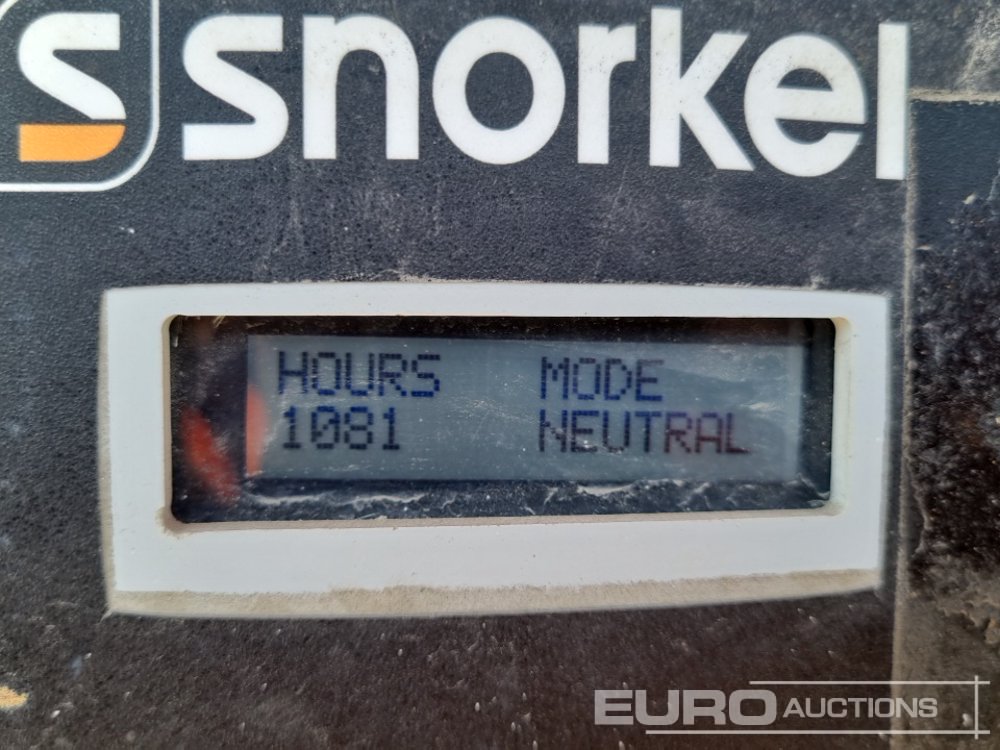 snorkel
HOURS MODE
1081 NEUTRAL
EURO AUCTIONS